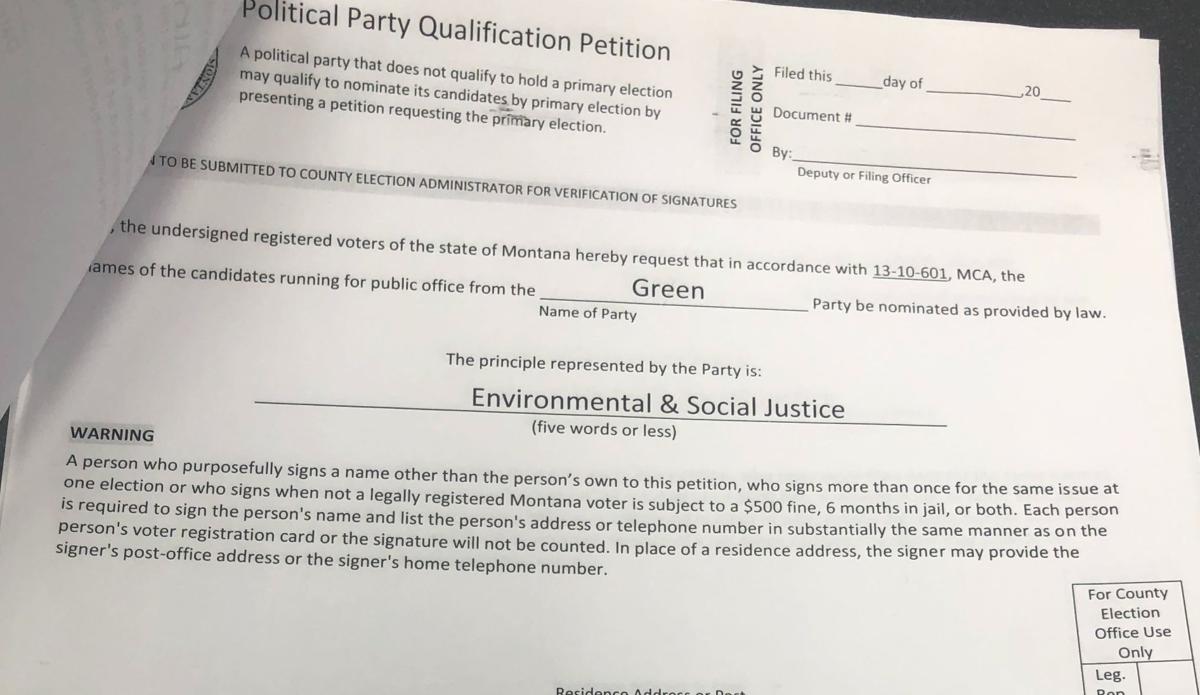 Political Party Qualification Petition
A political party that does not qualify to hold a primary election
may qualify to nominate its candidates by primary election by
presenting a petition requesting the primary election.
FOR FILING
OFFICE ONLY
Filed this ______day of ____________,20____
Document # ____________________________
By:____________________________________
Deputy or Filing Officer
TO BE SUBMITTED TO COUNTY ELECTION ADMINISTRATOR FOR VERIFICATION OF SIGNATURES
, the undersigned registered voters of the state of Montana hereby request that in accordance with 13-10-601, MCA, the
ames of the candidates running for public office from the Green Party be nominated as provided by law.
Name of Party
The principle represented by the Party is:
Environmental & Social Justice
(five words or less)
WARNING
A person who purposefully signs a name other than the person's own to this petition, who signs more than once for the same issue at
one election or who signs when not a legally registered Montana voter is subject to a $500 fine, 6 months in jail, or both. Each person
is required to sign the person's name and list the person's address or telephone number in substantially the same manner as on the
person's voter registration card or the signature will not be counted. In place of a residence address, the signer may provide the
signer's post-office address or the signer's home telephone number.
For County
Election
Office Use
Only
Leg.
Residence Address or Post